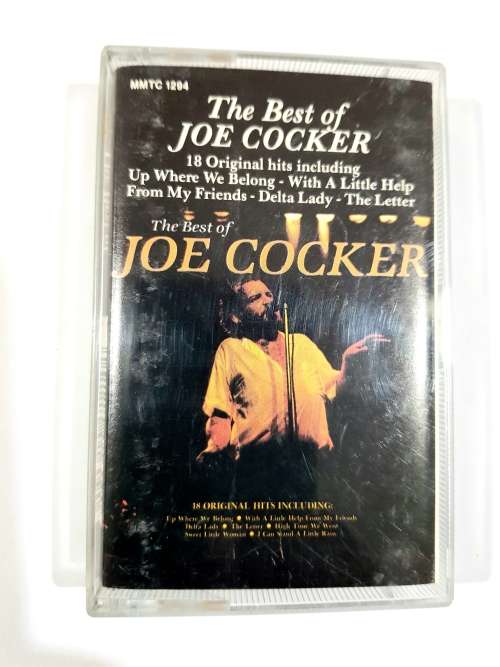 MMTC 1294
The Best of
JOE COCKER
18 Original hits including
Up Where We Belong - With A Little Help
From My Friends - Delta Lady - The Letter
The Best of
JOE COCKER
18 ORIGINAL HITS INCLUDING:
Up Where We Belong • With A Little Help From My Friends
Delta Lady • The Letter • High Time We Went
Sweet Little Woman • I Can Stand A Little Rain